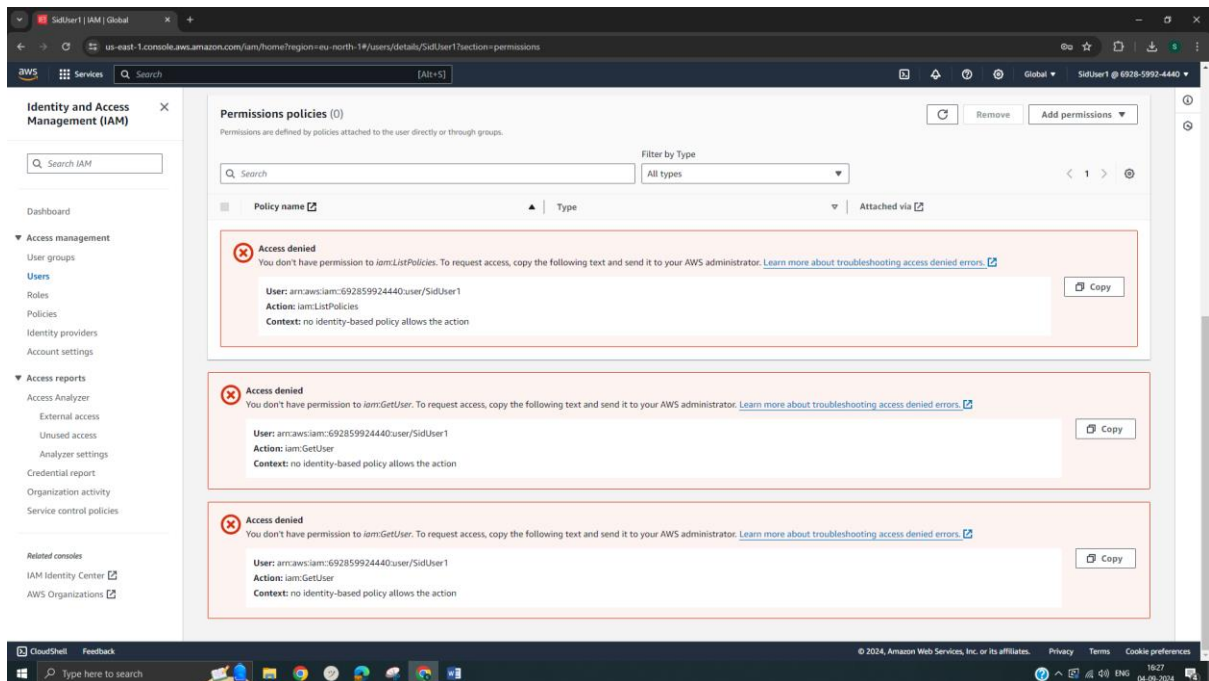 SidUser1 | IAM | Global
us-east-1.console.aws.amazon.com/iam/home?region=eu-north-1#/users/details/SidUser1?section=permissions
aws Services Search [Alt+S] Global SidUser1 @ 6928-5992-4440
Identity and Access Management (IAM)
Search IAM
Dashboard
Access management
User groups
Users
Roles
Policies
Identity providers
Account settings
Access reports
Access Analyzer
External access
Unused access
Analyzer settings
Credential report
Organization activity
Service control policies
Related consoles
IAM Identity Center
AWS Organizations
Permissions policies (0)
Remove Add permissions
Permissions are defined by policies attached to the user directly or through groups.
Filter by Type
Search All types 1
Policy name Type Attached via
Access denied
You don't have permission to iam:ListPolicies. To request access, copy the following text and send it to your AWS administrator. Learn more about troubleshooting access denied errors.
Copy
User: arn:aws:iam::692859924440:user/SidUser1
Action: iam:ListPolicies
Context: no identity-based policy allows the action
Access denied
You don't have permission to iam:GetUser. To request access, copy the following text and send it to your AWS administrator. Learn more about troubleshooting access denied errors.
Copy
User: arn:aws:iam::692859924440:user/SidUser1
Action: iam:GetUser
Context: no identity-based policy allows the action
Access denied
You don't have permission to iam:GetUser. To request access, copy the following text and send it to your AWS administrator. Learn more about troubleshooting access denied errors.
Copy
User: arn:aws:iam::692859924440:user/SidUser1
Action: iam:GetUser
Context: no identity-based policy allows the action
CloudShell Feedback © 2024, Amazon Web Services, Inc. or its affiliates. Privacy Terms Cookie preferences
Type here to search ENG 16:27
04-09-2024